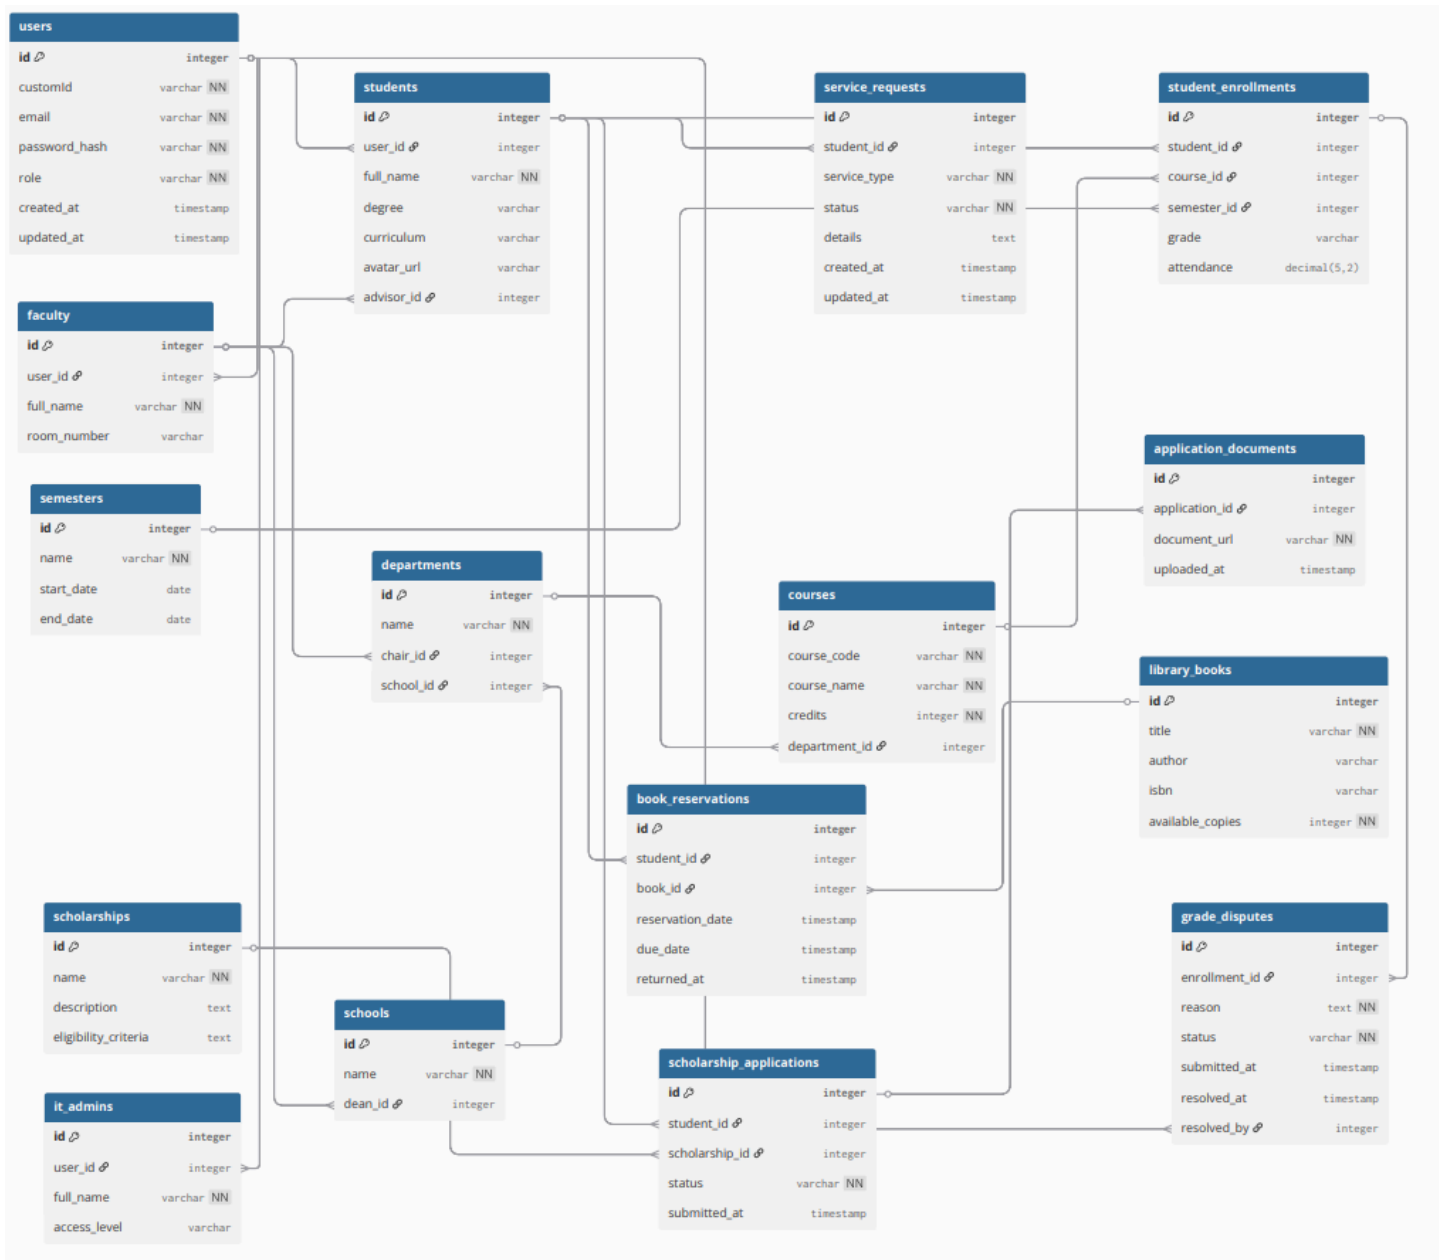 users
id integer
customId varchar NN
email varchar NN
password_hash varchar NN
role varchar NN
created_at timestamp
updated_at timestamp
students
id integer
user_id integer
full_name varchar NN
degree varchar
curriculum varchar
avatar_url varchar
advisor_id integer
service_requests
id integer
student_id integer
service_type varchar NN
status varchar NN
details text
created_at timestamp
updated_at timestamp
student_enrollments
id integer
student_id integer
course_id integer
semester_id integer
grade varchar
attendance decimal(5,2)
faculty
id integer
user_id integer
full_name varchar NN
room_number varchar
semesters
id integer
name varchar NN
start_date date
end_date date
departments
id integer
name varchar NN
chair_id integer
school_id integer
courses
id integer
course_code varchar NN
course_name varchar NN
credits integer NN
department_id integer
application_documents
id integer
application_id integer
document_url varchar NN
uploaded_at timestamp
library_books
id integer
title varchar NN
author varchar
isbn varchar
available_copies integer NN
book_reservations
id integer
student_id integer
book_id integer
reservation_date timestamp
due_date timestamp
returned_at timestamp
scholarships
id integer
name varchar NN
description text
eligibility_criteria text
schools
id integer
name varchar NN
dean_id integer
grade_disputes
id integer
enrollment_id integer
reason text NN
status varchar NN
submitted_at timestamp
resolved_at timestamp
resolved_by integer
it_admins
id integer
user_id integer
full_name varchar NN
access_level varchar
scholarship_applications
id integer
student_id integer
scholarship_id integer
status varchar NN
submitted_at timestamp